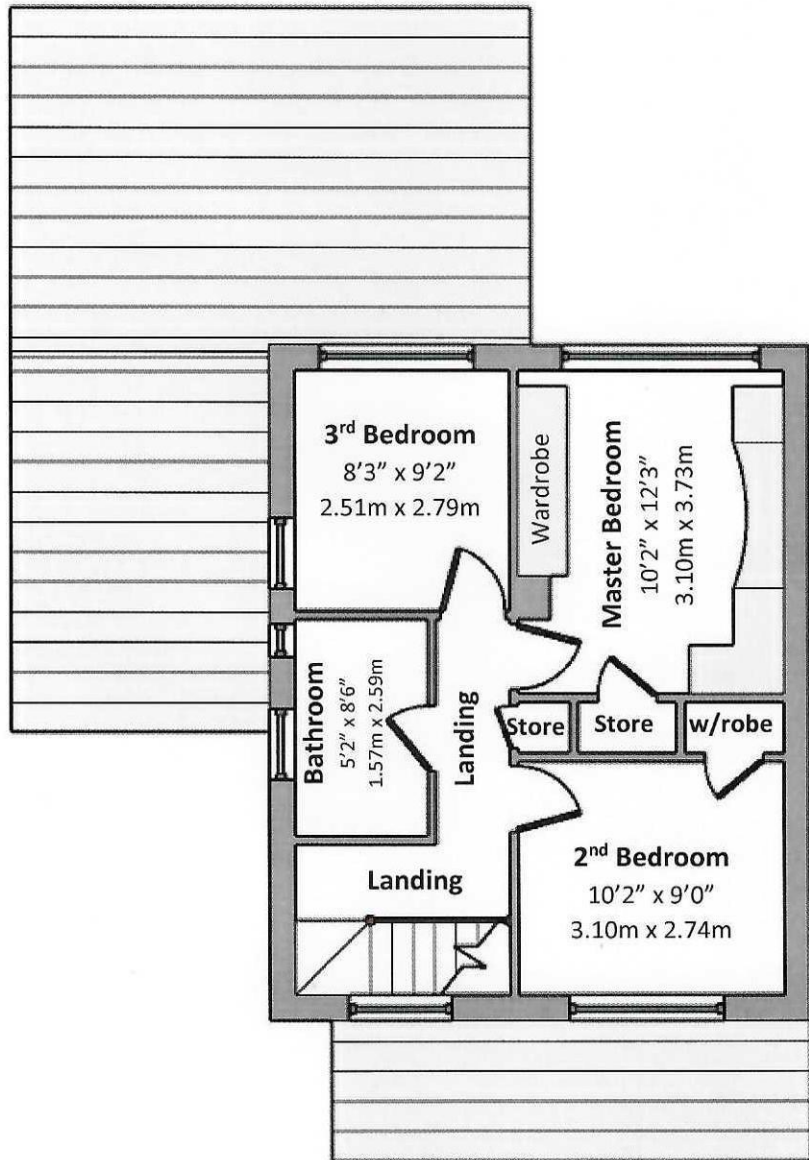 3rd Bedroom
8'3" x 9'2"
2.51m x 2.79m
Wardrobe
Master Bedroom
10'2" x 12'3"
3.10m x 3.73m
Bathroom
5'2" x 8'6"
1.57m x 2.59m
Landing
Store
Store
w/robe
Landing
2nd Bedroom
10'2" x 9'0"
3.10m x 2.74m